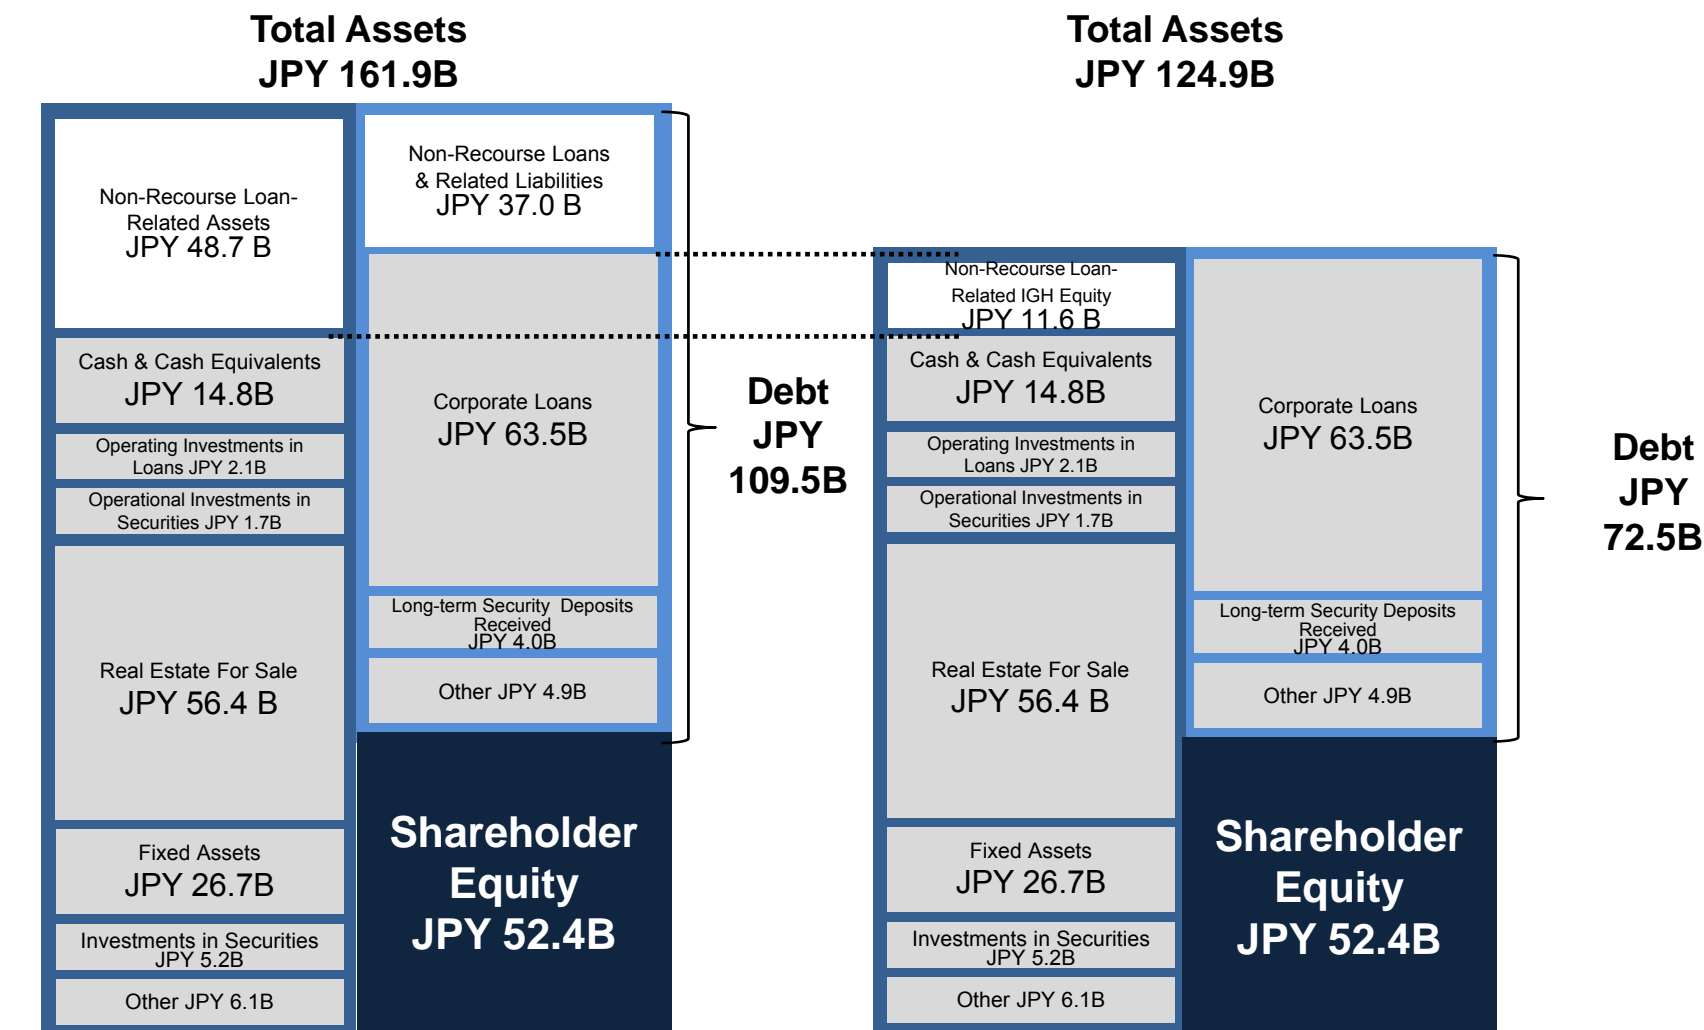 Total Assets
JPY 161.9B
Non-Recourse Loan-
Related Assets
JPY 48.7 B
Cash & Cash Equivalents
JPY 14.8B
Operating Investments in
Loans JPY 2.1B
Operational Investments in
Securities JPY 1.7B
Real Estate For Sale
JPY 56.4 B
Fixed Assets
JPY 26.7B
Investments in Securities
JPY 5.2B
Other JPY 6.1B
Non-Recourse Loans
& Related Liabilities
JPY 37.0 B
Corporate Loans
JPY 63.5B
Long-term Security Deposits
Received
JPY 4.0B
Other JPY 4.9B
Shareholder
Equity
JPY 52.4B
Debt
JPY
109.5B
Total Assets
JPY 124.9B
Non-Recourse Loan-
Related IGH Equity
JPY 11.6 B
Cash & Cash Equivalents
JPY 14.8B
Operating Investments in
Loans JPY 2.1B
Operational Investments in
Securities JPY 1.7B
Real Estate For Sale
JPY 56.4 B
Fixed Assets
JPY 26.7B
Investments in Securities
JPY 5.2B
Other JPY 6.1B
Corporate Loans
JPY 63.5B
Long-term Security Deposits
Received
JPY 4.0B
Other JPY 4.9B
Shareholder
Equity
JPY 52.4B
Debt
JPY
72.5B